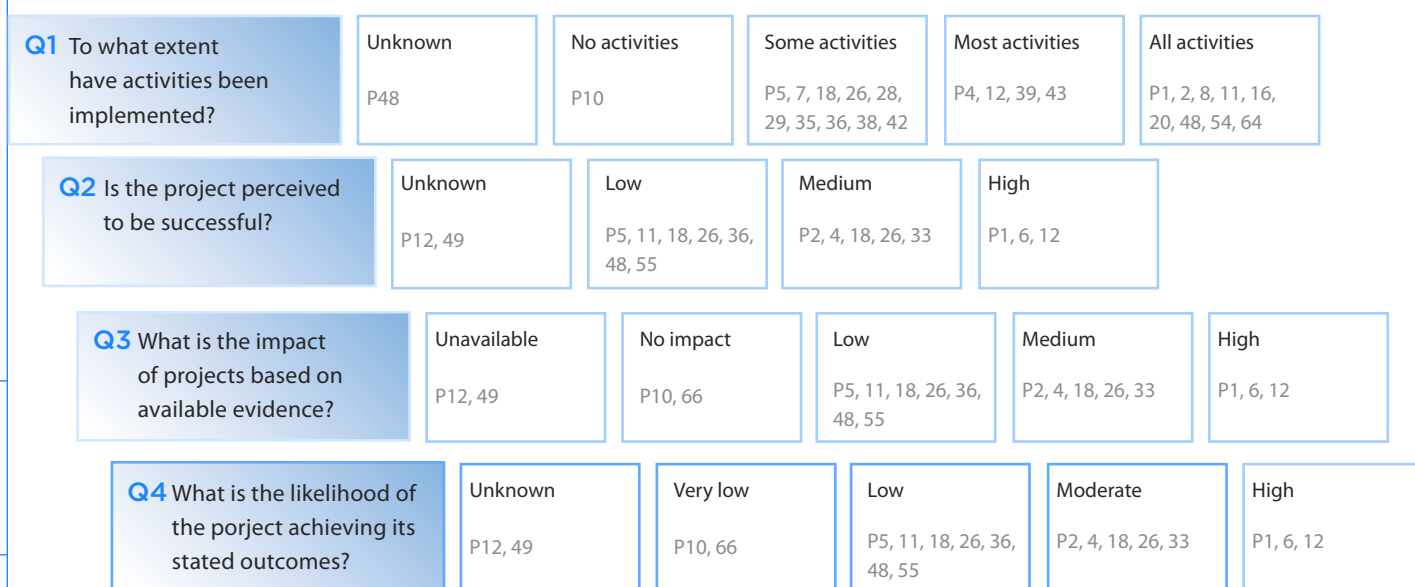 Q1 To what extent
have activities been
implemented?
Unknown
P48
No activities
P10
Some activities
P5, 7, 18, 26, 28,
29, 35, 36, 38, 42
Most activities
P4, 12, 39, 43
All activities
P1, 2, 8, 11, 16,
20, 48, 54, 64
Q2 Is the project perceived
to be successful?
Unknown
P12, 49
Low
P5, 11, 18, 26, 36,
48, 55
Medium
P2, 4, 18, 26, 33
High
P1, 6, 12
Q3 What is the impact
of projects based on
available evidence?
Unavailable
P12, 49
No impact
P10, 66
Low
P5, 11, 18, 26, 36,
48, 55
Medium
P2, 4, 18, 26, 33
High
P1, 6, 12
Q4 What is the likelihood of
the porject achieving its
stated outcomes?
Unknown
P12, 49
Very low
P10, 66
Low
P5, 11, 18, 26, 36,
48, 55
Moderate
P2, 4, 18, 26, 33
High
P1, 6, 12